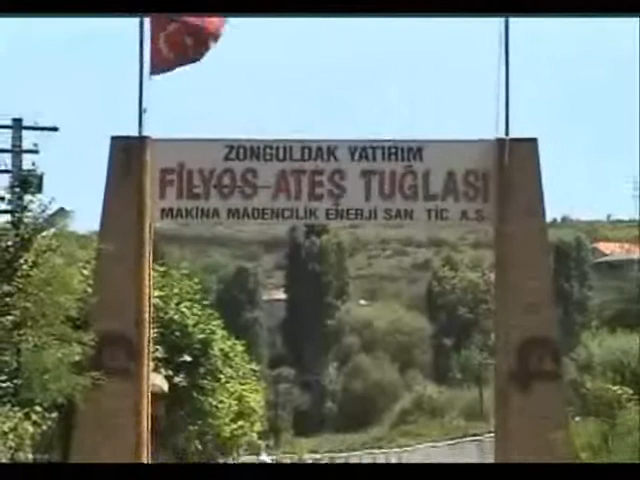 ZONGULDAK YATIRIM
FİLYOS-ATEŞ TUĞLASI
MAKİNA MADENCİLİK ENERJİ SAN. TİC. A.Ş.